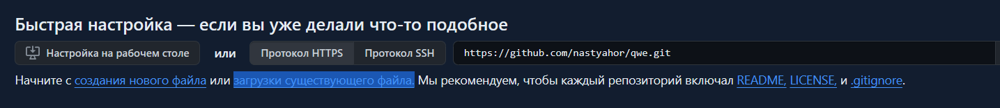 Быстрая настройка — если вы уже делали что-то подобное
Настройка на рабочем столе или Протокол HTTPS Протокол SSH https://github.com/nastyahor/qwe.git
Начните с создания нового файла или загрузки существующего файла. Мы рекомендуем, чтобы каждый репозиторий включал README, LICENSE, и .gitignore.